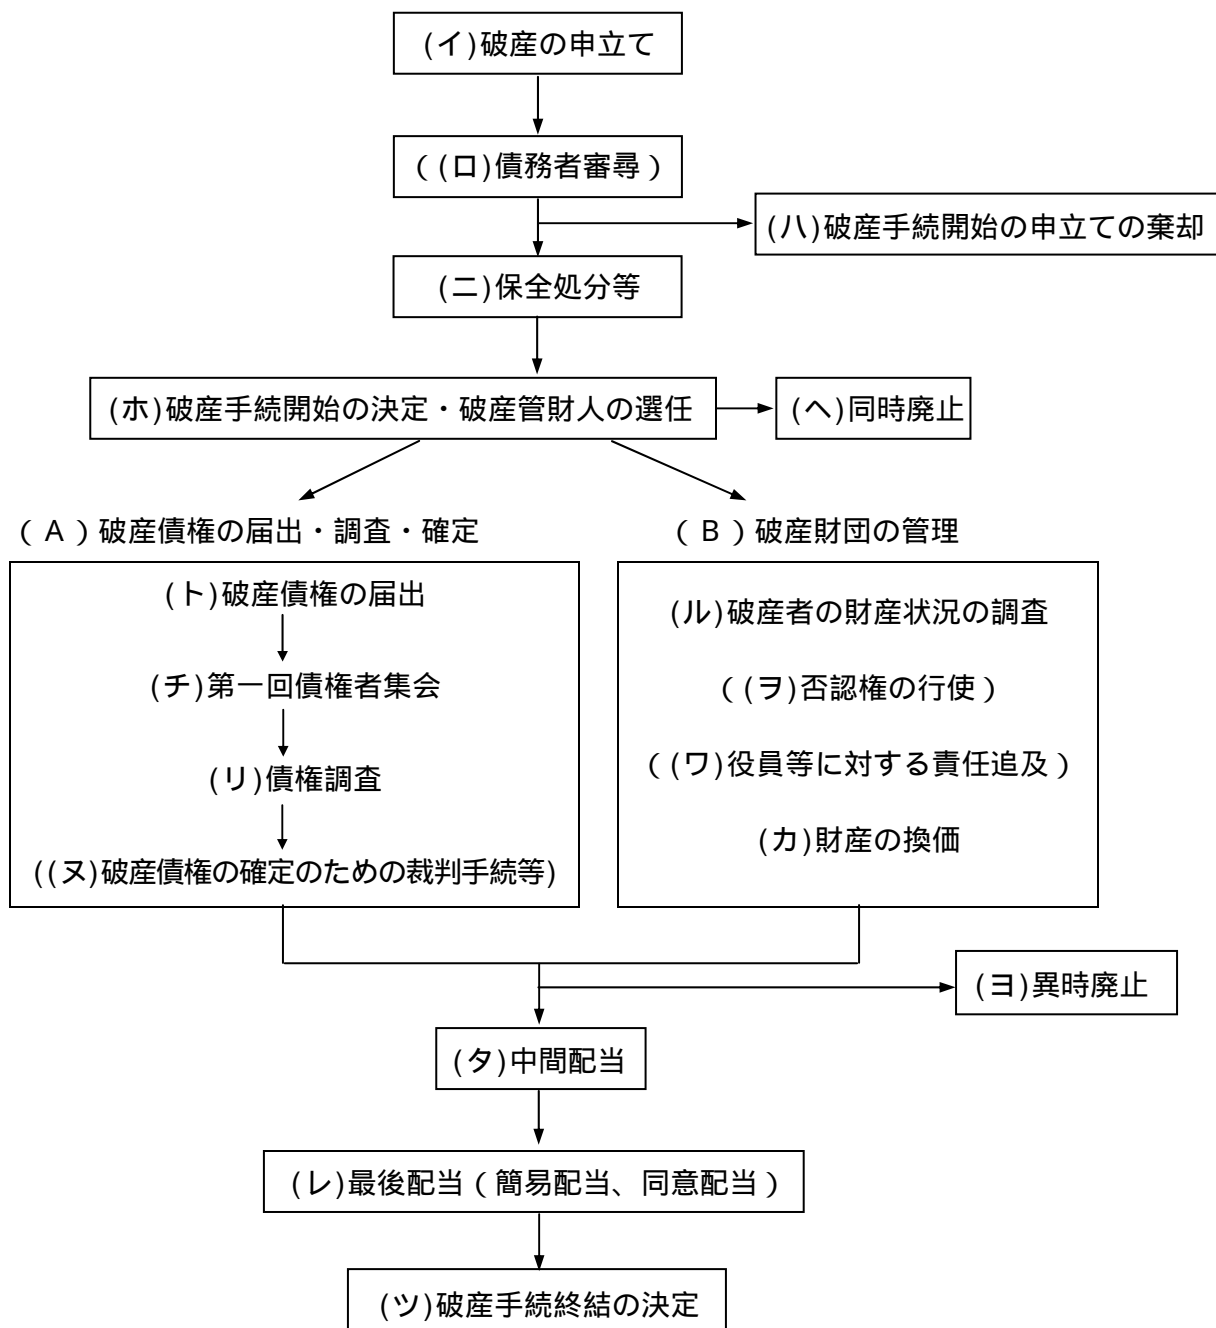 (イ)破産の申立て
（(ロ)債務者審尋）
(ハ)破産手続開始の申立ての棄却
(ニ)保全処分等
(ホ)破産手続開始の決定・破産管財人の選任
(ヘ)同時廃止
（Ａ）破産債権の届出・調査・確定
(ト)破産債権の届出
(チ)第一回債権者集会
(リ)債権調査
((ヌ)破産債権の確定のための裁判手続等)
（Ｂ）破産財団の管理
(ル)破産者の財産状況の調査
（(ヲ)否認権の行使）
（(ワ)役員等に対する責任追及）
(カ)財産の換価
(ヨ)異時廃止
(タ)中間配当
(レ)最後配当（簡易配当、同意配当）
(ツ)破産手続終結の決定